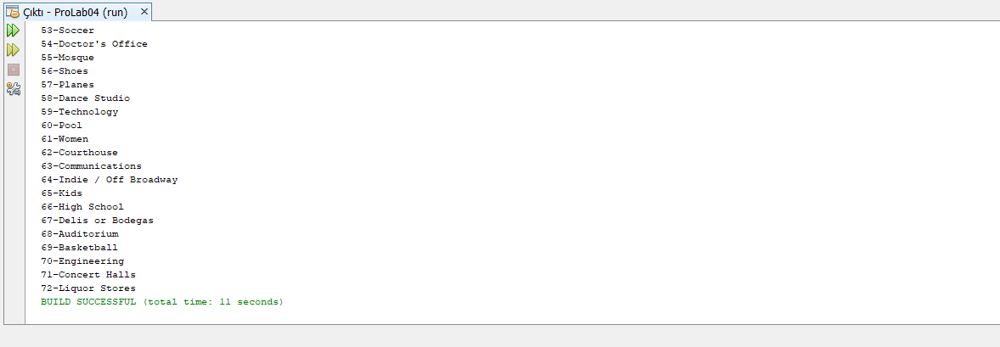 Çıktı - ProLab04 (run)
53-Soccer
54-Doctor's Office
55-Mosque
56-Shoes
57-Planes
58-Dance Studio
59-Technology
60-Pool
61-Women
62-Courthouse
63-Communications
64-Indie / Off Broadway
65-Kids
66-High School
67-Delis or Bodegas
68-Auditorium
69-Basketball
70-Engineering
71-Concert Halls
72-Liquor Stores
BUILD SUCCESSFUL (total time: 11 seconds)